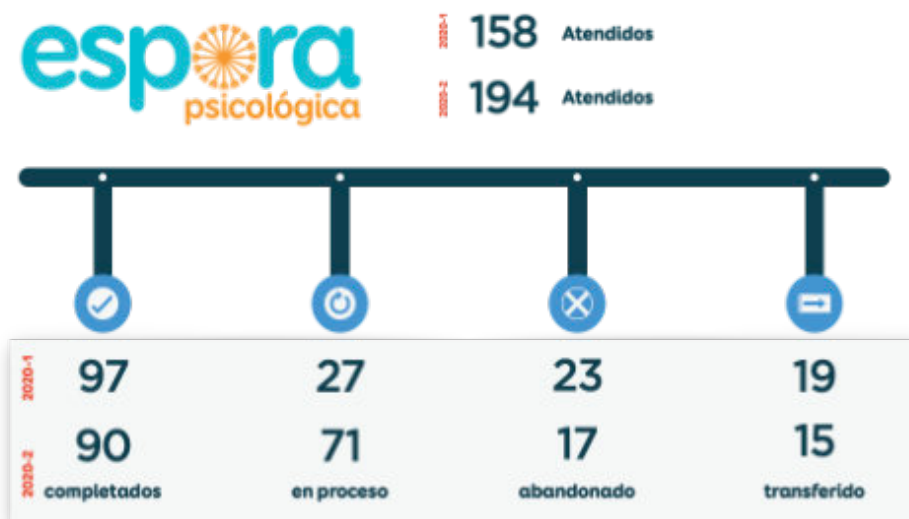 espora
psicológica
2020-1 158 Atendidos
2020-2 194 Atendidos
2020-1 97 27 23 19
2020-2 90 71 17 15
completados en proceso abandonado transferido